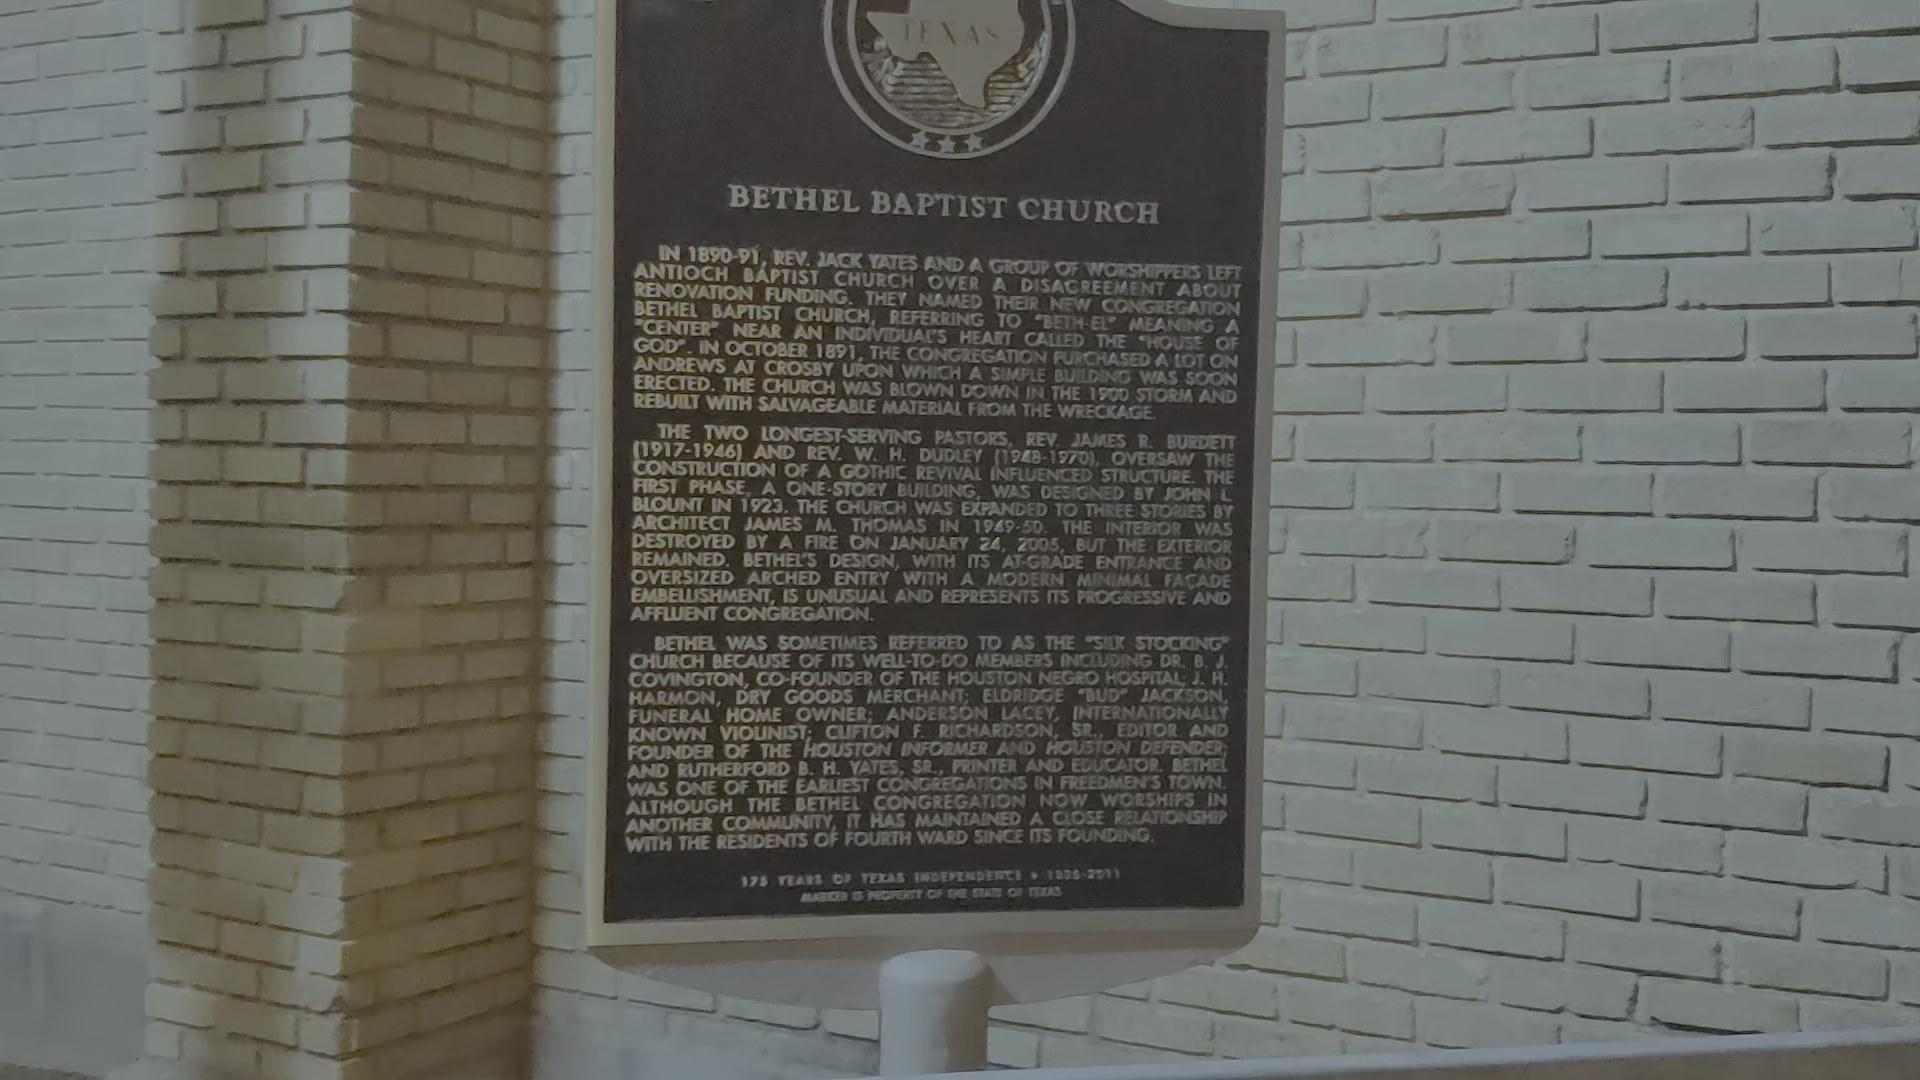 TEXAS
BETHEL BAPTIST CHURCH
IN 1890-91, REV. JACK YATES AND A GROUP OF WORSHIPPERS LEFT
ANTIOCH BAPTIST CHURCH OVER A DISAGREEMENT ABOUT
RENOVATION FUNDING. THEY NAMED THEIR NEW CONGREGATION
BETHEL BAPTIST CHURCH, REFERRING TO "BETH-EL" MEANING A
"CENTER" NEAR AN INDIVIDUAL'S HEART CALLED THE "HOUSE OF
GOD". IN OCTOBER 1891, THE CONGREGATION PURCHASED A LOT ON
ANDREWS AT CROSBY UPON WHICH A SIMPLE BUILDING WAS SOON
ERECTED. THE CHURCH WAS BLOWN DOWN IN THE 1900 STORM AND
REBUILT WITH SALVAGEABLE MATERIAL FROM THE WRECKAGE.
THE TWO LONGEST-SERVING PASTORS, REV. JAMES R. BURDETT
(1917-1946) AND REV. W. H. DUDLEY (1948-1970), OVERSAW THE
CONSTRUCTION OF A GOTHIC REVIVAL INFLUENCED STRUCTURE. THE
FIRST PHASE, A ONE-STORY BUILDING, WAS DESIGNED BY JOHN L.
BLOUNT IN 1923. THE CHURCH WAS EXPANDED TO THREE STORIES BY
ARCHITECT JAMES M. THOMAS IN 1949-50. THE INTERIOR WAS
DESTROYED BY A FIRE ON JANUARY 24, 2005, BUT THE EXTERIOR
REMAINED. BETHEL'S DESIGN, WITH ITS AT-GRADE ENTRANCE AND
OVERSIZED ARCHED ENTRY WITH A MODERN MINIMAL FAÇADE
EMBELLISHMENT, IS UNUSUAL AND REPRESENTS ITS PROGRESSIVE AND
AFFLUENT CONGREGATION.
BETHEL WAS SOMETIMES REFERRED TO AS THE "SILK STOCKING"
CHURCH BECAUSE OF ITS WELL-TO-DO MEMBERS INCLUDING DR. B. J.
COVINGTON, CO-FOUNDER OF THE HOUSTON NEGRO HOSPITAL; J. H.
HARMON, DRY GOODS MERCHANT; ELDRIDGE "BUD" JACKSON,
FUNERAL HOME OWNER; ANDERSON LACEY, INTERNATIONALLY
KNOWN VIOLINIST; CLIFTON F. RICHARDSON, SR., EDITOR AND
FOUNDER OF THE HOUSTON INFORMER AND HOUSTON DEFENDER;
AND RUTHERFORD B. H. YATES, SR., PRINTER AND EDUCATOR. BETHEL
WAS ONE OF THE EARLIEST CONGREGATIONS IN FREEDMEN'S TOWN.
ALTHOUGH THE BETHEL CONGREGATION NOW WORSHIPS IN
ANOTHER COMMUNITY, IT HAS MAINTAINED A CLOSE RELATIONSHIP
WITH THE RESIDENTS OF FOURTH WARD SINCE ITS FOUNDING.
175 YEARS OF TEXAS INDEPENDENCE • 1836-2011
MARKER IS PROPERTY OF THE STATE OF TEXAS